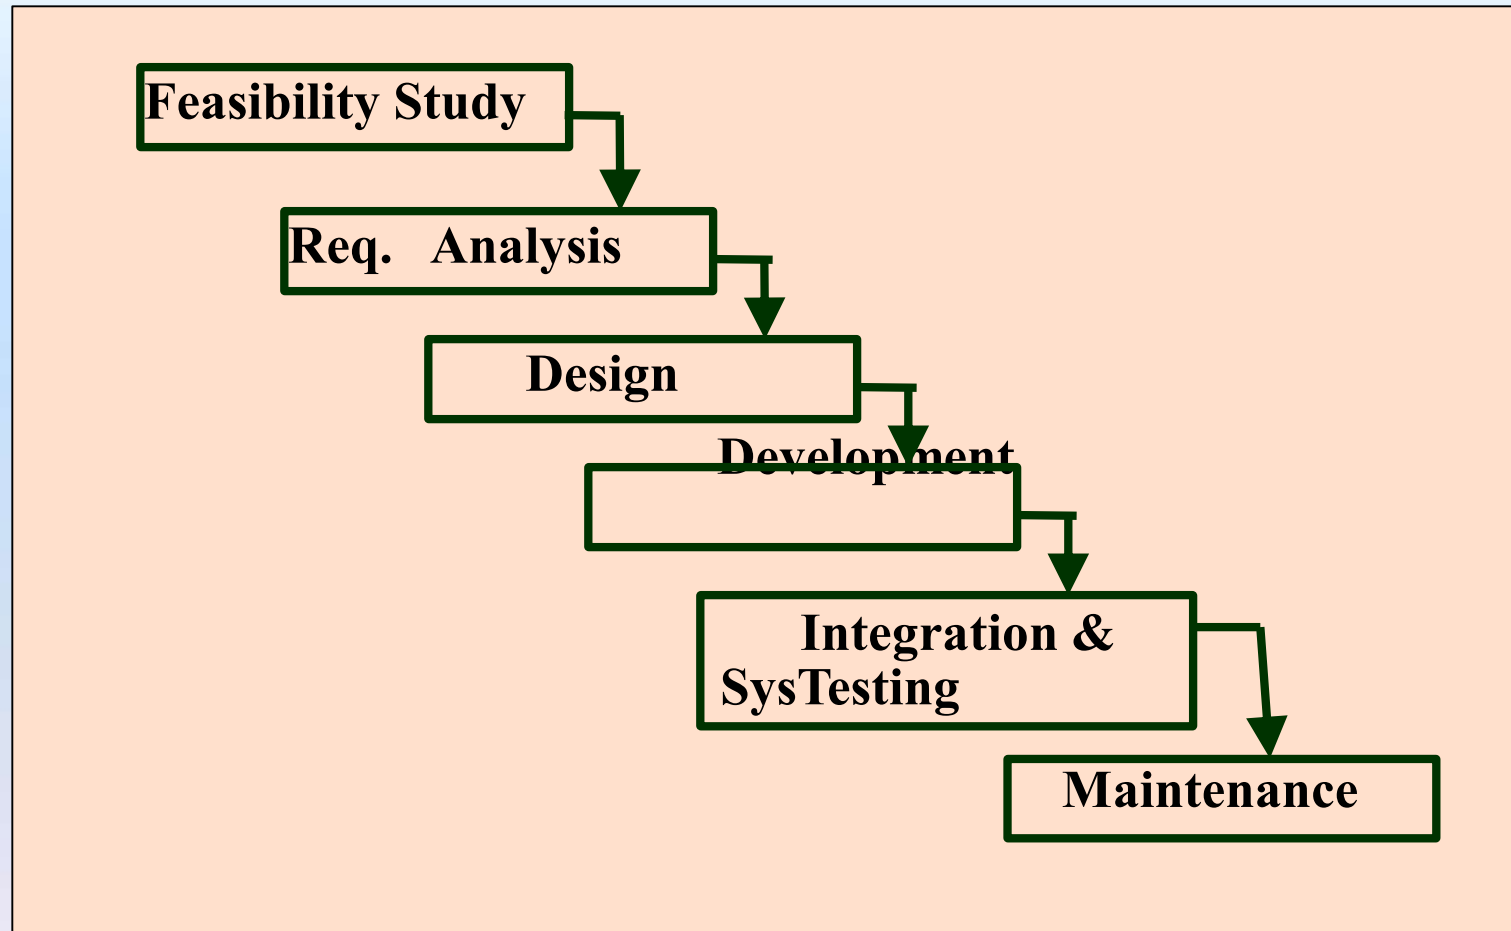 Feasibility Study
Req. Analysis
Design
Development
Integration &
SysTesting
Maintenance